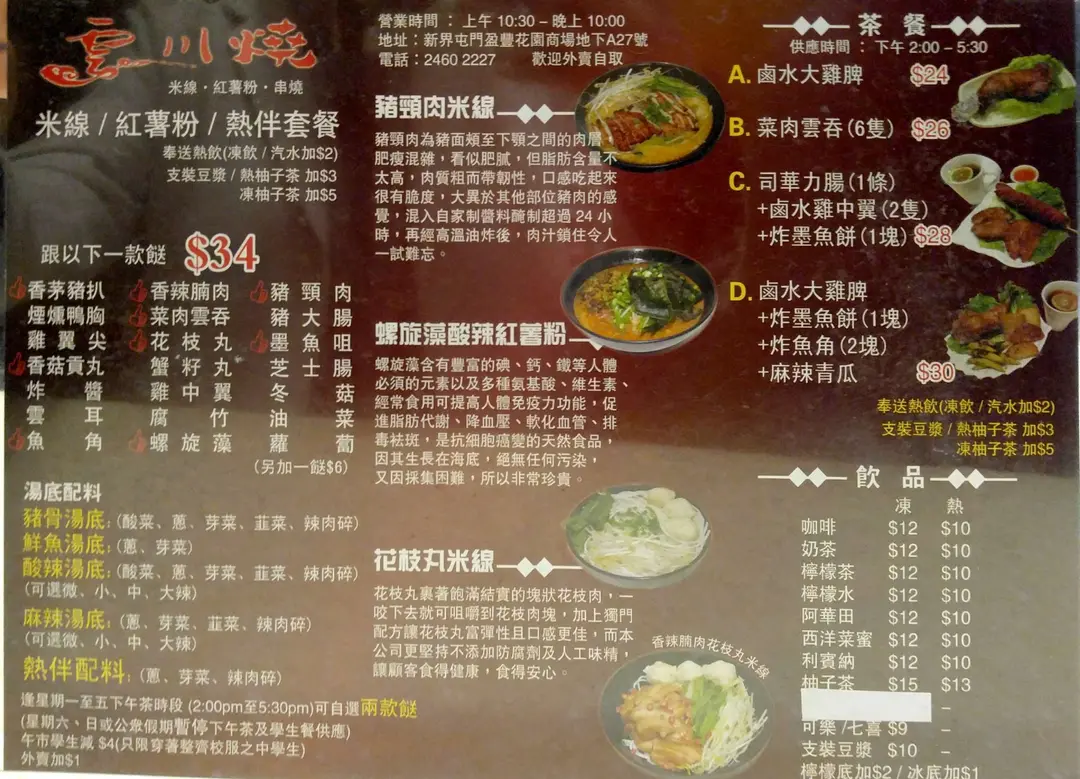 雲川燒
米線・紅薯粉・串燒
米線 / 紅薯粉 / 熱伴套餐
奉送熱飲(凍飲 / 汽水加$2)
支裝豆漿 / 熱柚子茶 加$3
凍柚子茶 加$5
跟以下一款餸 $34
香茅豬扒 香辣腩肉 豬頸肉
煙燻鴨胸 菜肉雲吞 豬大腸
雞翼尖 花枝丸 墨魚咀
香菇貢丸 蟹籽丸 芝士腸
炸醬 雞中翼 冬菇
雲耳 腐竹 油菜
魚角 螺旋藻 蘿蔔
(另加一餸$6)
湯底配料
豬骨湯底:(酸菜、蔥、芽菜、韮菜、辣肉碎)
鮮魚湯底:(蔥、芽菜)
酸辣湯底:(酸菜、蔥、芽菜、韮菜、辣肉碎)
(可選微、小、中、大辣)
麻辣湯底:(蔥、芽菜、韮菜、辣肉碎)
(可選微、小、中、大辣)
熱伴配料:(蔥、芽菜、辣肉碎)
逢星期一至五下午茶時段 (2:00pm至5:30pm)可自選兩款餸
(星期六、日或公眾假期暫停下午茶及學生餐供應)
午市學生減 $4(只限穿著整齊校服之中學生)
外賣加$1
營業時間 : 上午 10:30 – 晚上 10:00
地址 : 新界屯門盈豐花園商場地下A27號
電話 : 2460 2227 歡迎外賣自取
豬頸肉米線
豬頸肉為豬面頰至下顎之間的肉層,
肥瘦混雜,看似肥膩,但脂肪含量不
太高,肉質粗而帶韌性,口感吃起來
很有脆度,大異於其他部位豬肉的感
覺,混入自家制醬料醃制超過 24 小
時,再經高溫油炸後,肉汁鎖住令人
一試難忘。
螺旋藻酸辣紅薯粉
螺旋藻含有豐富的碘、鈣、鐵等人體
必須的元素以及多種氨基酸、維生素、
經常食用可提高人體免疫力功能,促
進脂肪代謝、降血壓、軟化血管、排
毒袪斑,是抗細胞癌變的天然食品,
因其生長在海底,絕無任何污染,
又因採集困難,所以非常珍貴。
花枝丸米線
花枝丸裏著飽滿結實的塊狀花枝肉,一
咬下去就可咀嚼到花枝肉塊,加上獨門
配方讓花枝丸富彈性且口感更佳,而本
公司更堅持不添加防腐劑及人工味精,
讓顧客食得健康,食得安心。
香辣腩肉花枝丸米線
茶餐
供應時間 : 下午 2:00 – 5:30
A. 鹵水大雞脾 $24
B. 菜肉雲吞(6隻) $26
C. 司華力腸(1條)
+鹵水雞中翼(2隻)
+炸墨魚餅(1塊) $28
D. 鹵水大雞脾
+炸墨魚餅(1塊)
+炸魚角(2塊)
+麻辣青瓜 $30
奉送熱飲(凍飲 / 汽水加$2)
支裝豆漿 / 熱柚子茶 加$3
凍柚子茶 加$5
飲品
凍 熱
咖啡 $12 $10
奶茶 $12 $10
檸檬茶 $12 $10
檸檬水 $12 $10
阿華田 $12 $10
西洋菜蜜 $12 $10
利賓納 $12 $10
柚子茶 $15 $13
–
可樂 /七喜 $9 –
支裝豆漿 $10 –
檸檬底加$2 / 冰底加$1